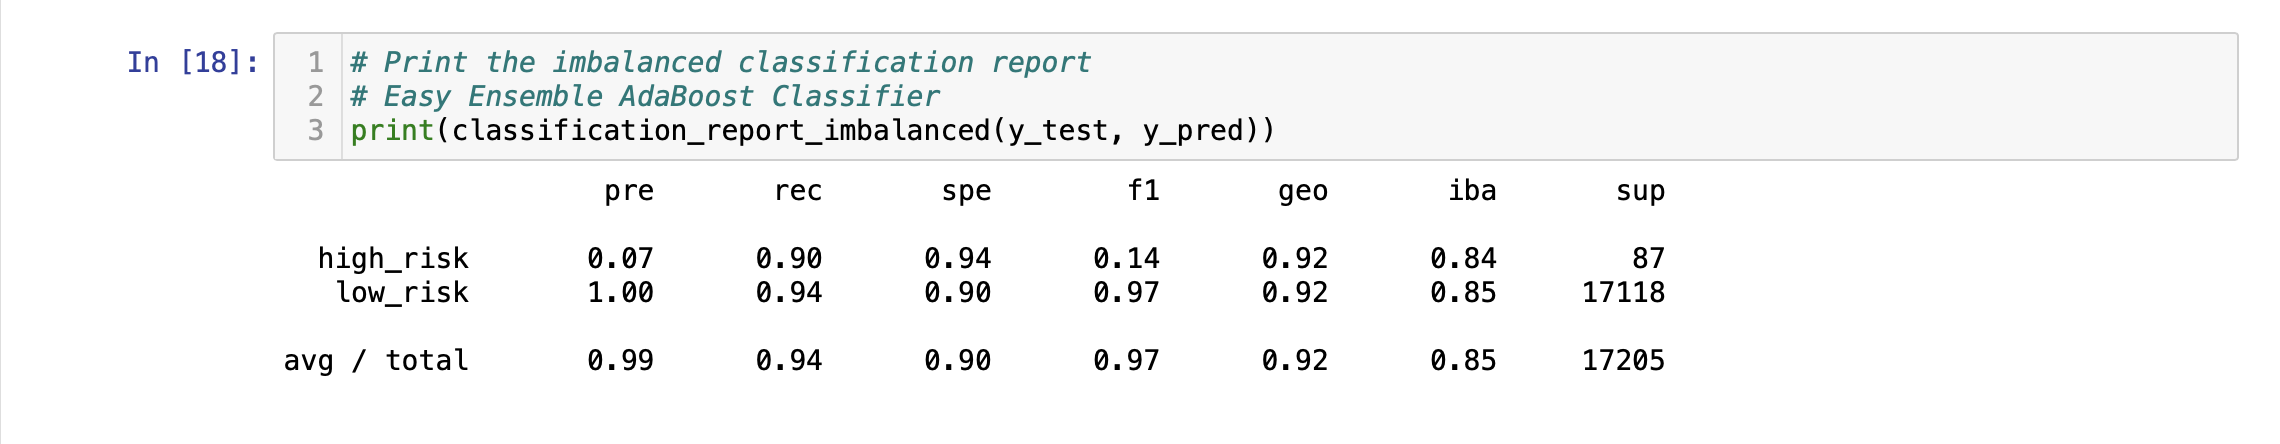 In [18]:
1 # Print the imbalanced classification report
2 # Easy Ensemble AdaBoost Classifier
3 print(classification_report_imbalanced(y_test, y_pred))
pre rec spe f1 geo iba sup
high_risk 0.07 0.90 0.94 0.14 0.92 0.84 87
low_risk 1.00 0.94 0.90 0.97 0.92 0.85 17118
avg / total 0.99 0.94 0.90 0.97 0.92 0.85 17205